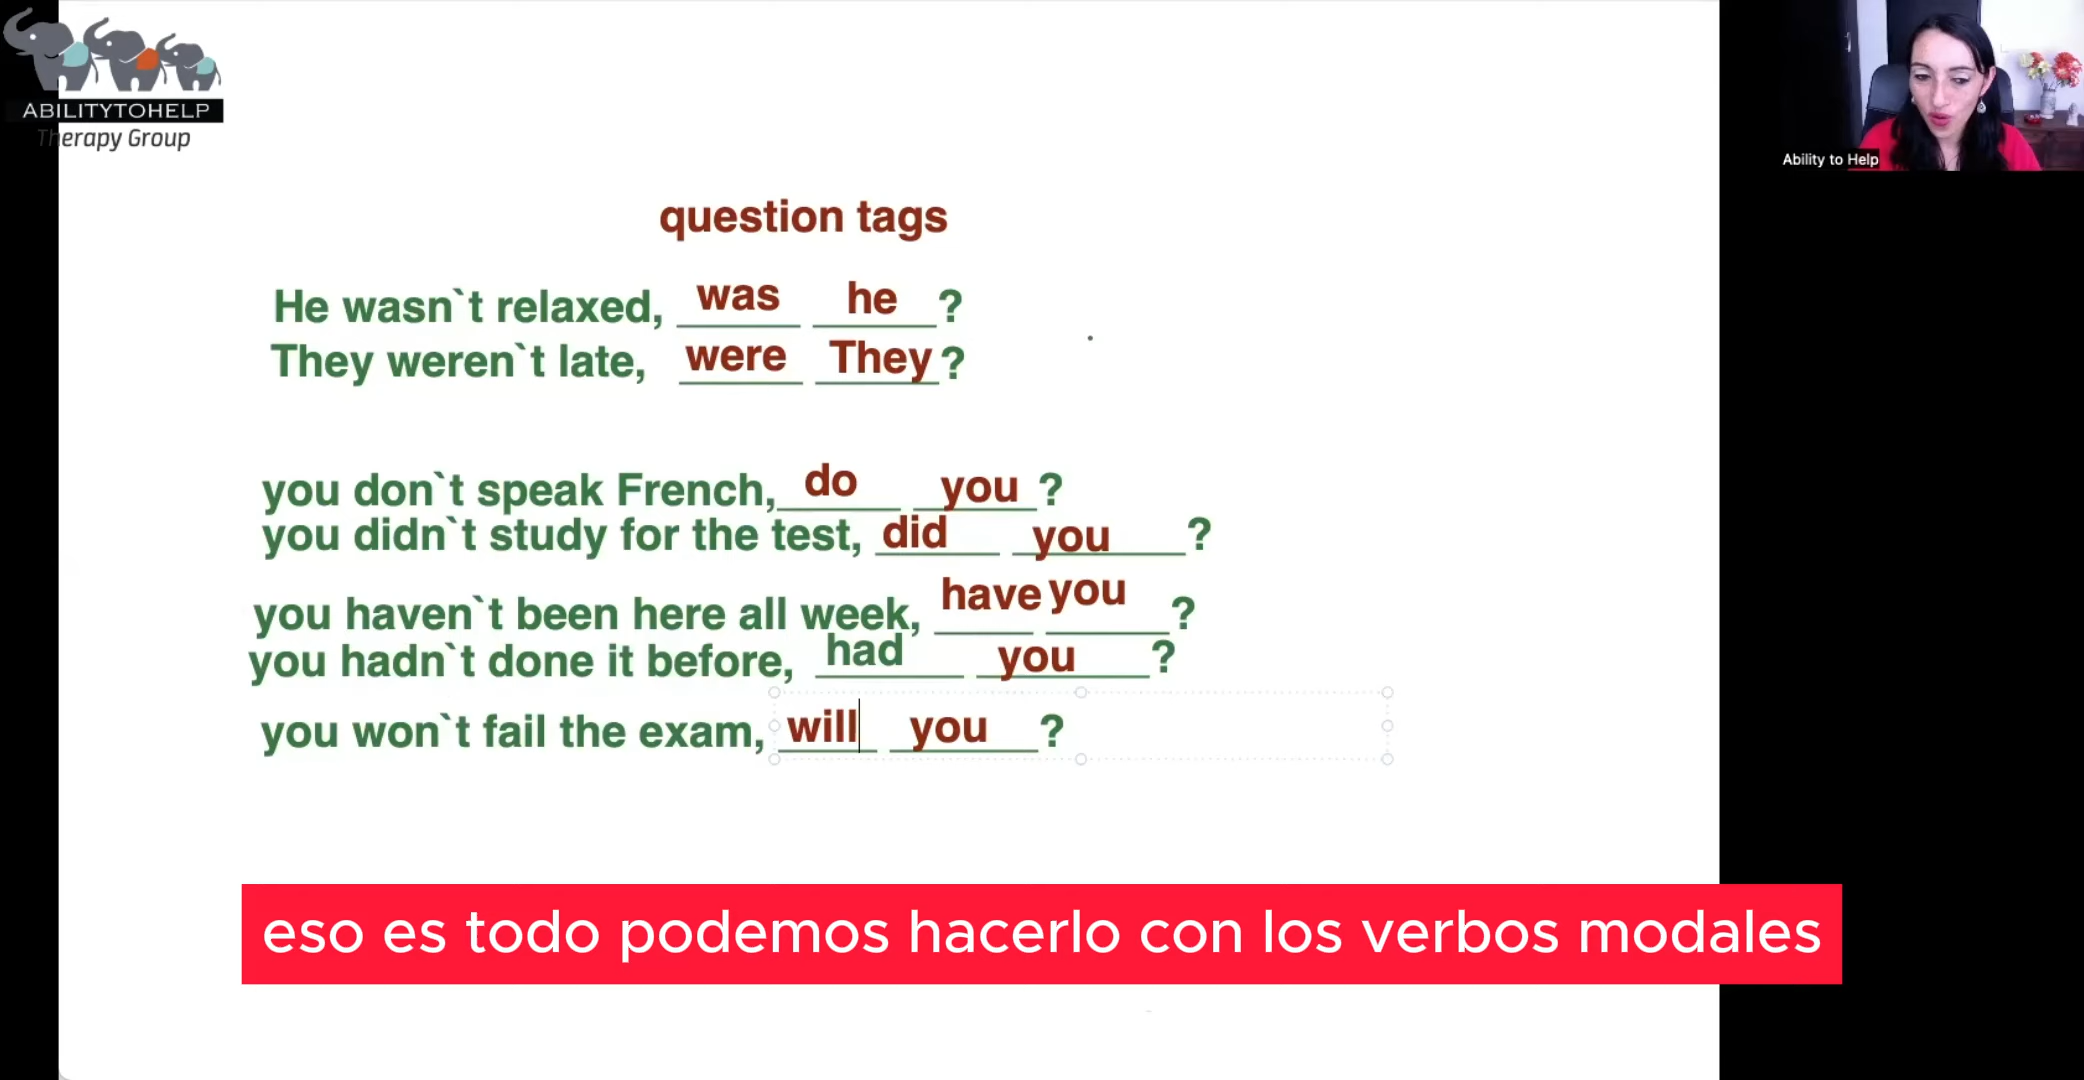 ABILITYTOHELP
Therapy Group
Ability to Help
question tags
He wasn`t relaxed, was he ?
They weren`t late, were They ?
you don`t speak French, do you ?
you didn`t study for the test, did you ?
you haven`t been here all week, have you ?
you hadn`t done it before, had you ?
you won`t fail the exam, will you ?
eso es todo podemos hacerlo con los verbos modales